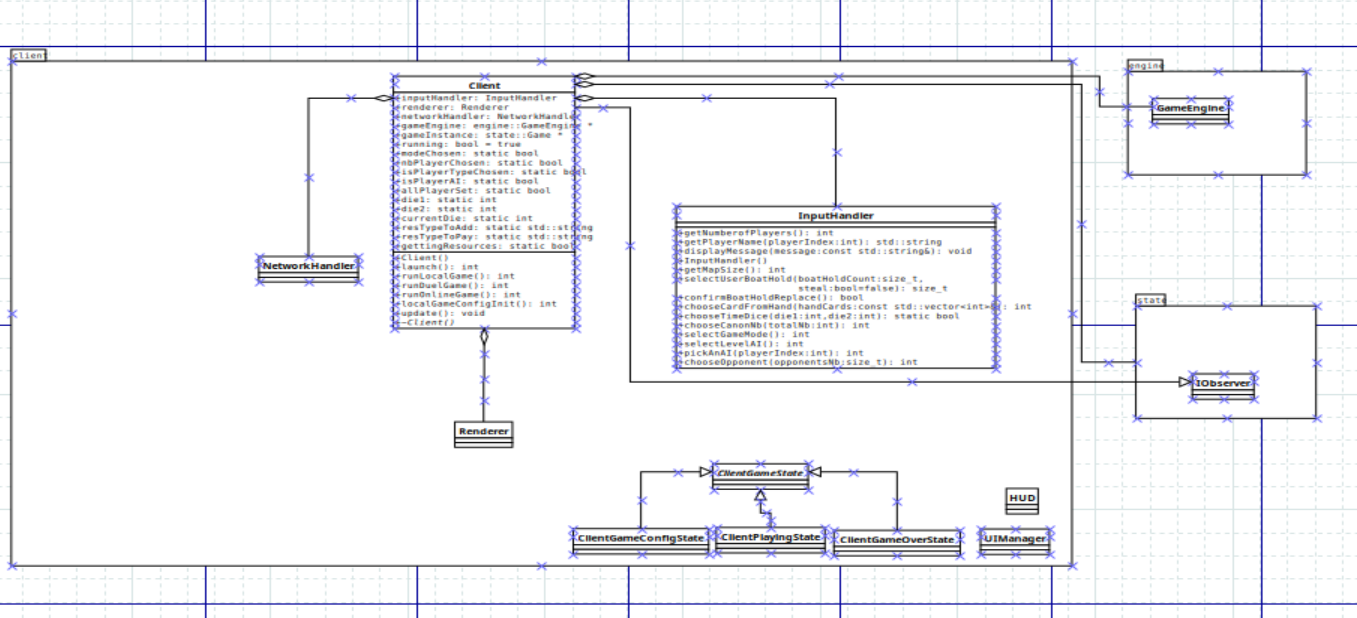 client
Client
+inputHandler: InputHandler
+renderer: Renderer
+networkHandler: NetworkHandle
+gameEngine: engine::GameEngine *
+gameInstance: state::Game *
+running: bool = true
+modeChosen: static bool
+nbPlayerChosen: static bool
+isPlayerTypeChosen: static bool
+isPlayerAI: static bool
+allPlayerSet: static bool
+die1: static int
+die2: static int
+currentDie: static int
+resTypeToAdd: static std::string
+resTypeToPay: static std::string
+gettingResources: static bool
+Client()
+launch(): int
+runLocalGame(): int
+runDuelGame(): int
+runOnlineGame(): int
+localGameConfigInit(): int
+update(): void
+~Client()
NetworkHandler
Renderer
InputHandler
+getNumberofPlayers(): int
+getPlayerName(playerIndex:int): std::string
+displayMessage(message:const std::string&): void
+InputHandler()
+getMapSize(): int
+selectUserBoatHold(boatHoldCount:size_t,
steal:bool=false): size_t
+confirmBoatHoldReplace(): bool
+chooseCardFromHand(handCards:const std::vector<int>&): int
+chooseTimeDice(die1:int,die2:int): static bool
+chooseCanonNb(totalNb:int): int
+selectGameMode(): int
+selectLevelAI(): int
+pickAnAI(playerIndex:int): int
+chooseOpponent(opponentsNb:size_t): int
ClientGameState
ClientGameConfigState
ClientPlayingState
ClientGameOverState
HUD
UIManager
engine
GameEngine
state
IObserver